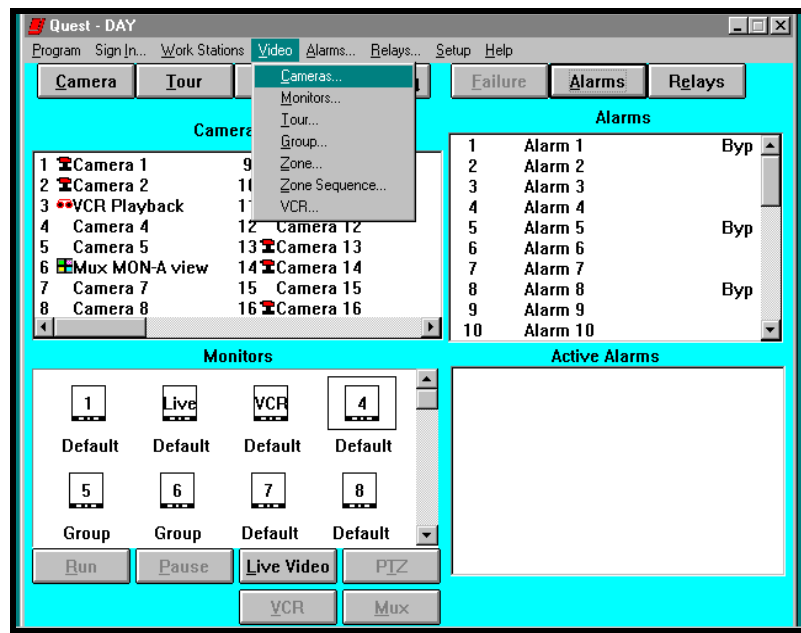 Quest - DAY
Program Sign In... Work Stations Video Alarms... Relays... Setup Help
Camera Tour Failure Alarms Relays
Cameras...
Monitors...
Tour...
Group...
Zone...
Zone Sequence...
VCR...
Camera
1 Camera 1 9
2 Camera 2
3 VCR Playback
4 Camera 4 12 Camera 12
5 Camera 5 13 Camera 13
6 Mux MON-A view 14 Camera 14
7 Camera 7 15 Camera 15
8 Camera 8 16 Camera 16
Alarms
1 Alarm 1 Byp
2 Alarm 2
3 Alarm 3
4 Alarm 4
5 Alarm 5 Byp
6 Alarm 6
7 Alarm 7
8 Alarm 8 Byp
9 Alarm 9
10 Alarm 10
Monitors
1 Live VCR 4
Default Default Default Default
5 6 7 8
Group Group Default Default
Active Alarms
Run Pause Live Video PTZ
VCR Mux